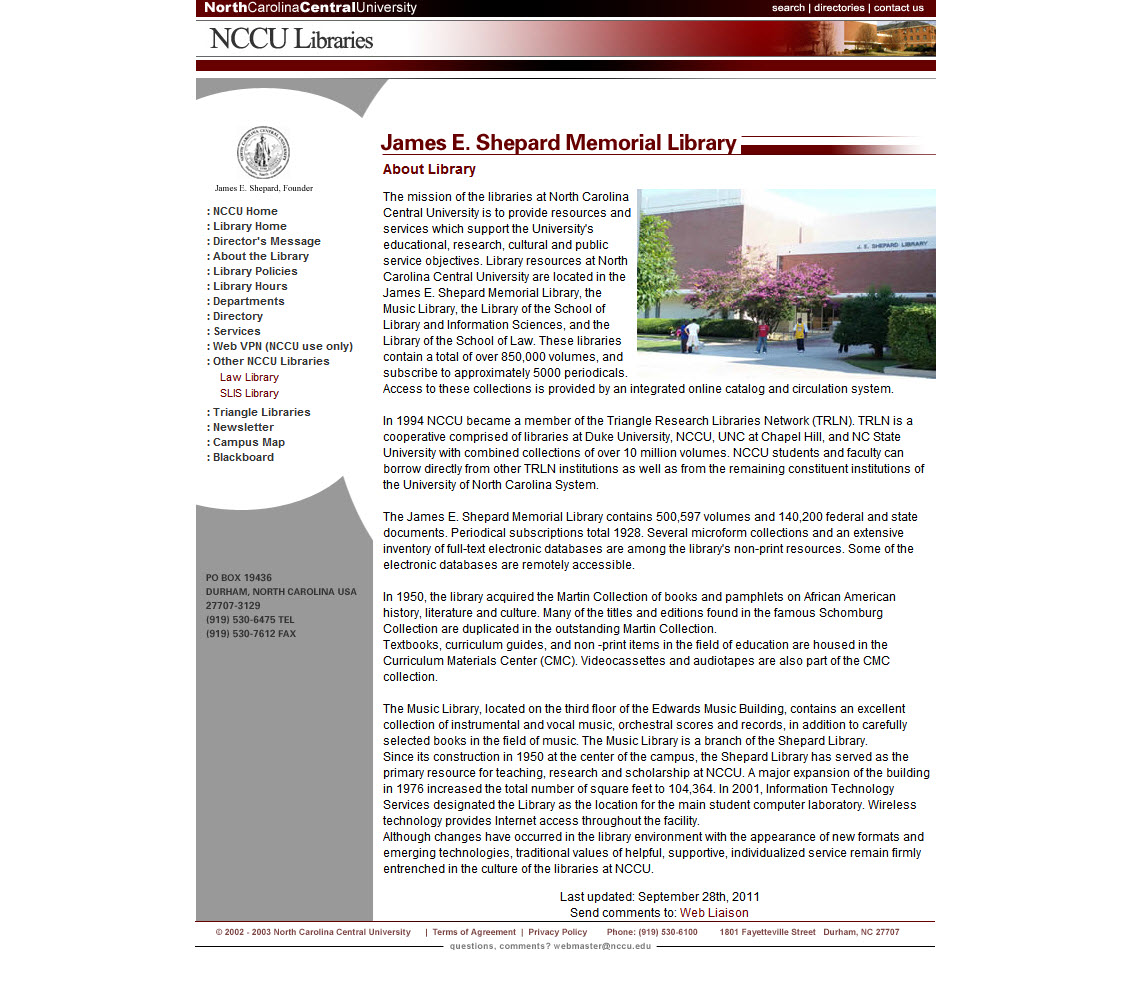 NorthCarolinaCentralUniversity
search | directories | contact us
NCCU Libraries
James E. Shepard, Founder
: NCCU Home
: Library Home
: Director's Message
: About the Library
: Library Policies
: Library Hours
: Departments
: Directory
: Services
: Web VPN (NCCU use only)
: Other NCCU Libraries
Law Library
SLIS Library
: Triangle Libraries
: Newsletter
: Campus Map
: Blackboard
PO BOX 19436
DURHAM, NORTH CAROLINA USA
27707-3129
(919) 530-6475 TEL
(919) 530-7612 FAX
James E. Shepard Memorial Library
About Library
The mission of the libraries at North Carolina
Central University is to provide resources and
services which support the University's
educational, research, cultural and public
service objectives. Library resources at North
Carolina Central University are located in the
James E. Shepard Memorial Library, the
Music Library, the Library of the School of
Library and Information Sciences, and the
Library of the School of Law. These libraries
contain a total of over 850,000 volumes, and
subscribe to approximately 5000 periodicals.
Access to these collections is provided by an integrated online catalog and circulation system.
J. E. SHEPARD LIBRARY
In 1994 NCCU became a member of the Triangle Research Libraries Network (TRLN). TRLN is a
cooperative comprised of libraries at Duke University, NCCU, UNC at Chapel Hill, and NC State
University with combined collections of over 10 million volumes. NCCU students and faculty can
borrow directly from other TRLN institutions as well as from the remaining constituent institutions of
the University of North Carolina System.
The James E. Shepard Memorial Library contains 500,597 volumes and 140,200 federal and state
documents. Periodical subscriptions total 1928. Several microform collections and an extensive
inventory of full-text electronic databases are among the library's non-print resources. Some of the
electronic databases are remotely accessible.
In 1950, the library acquired the Martin Collection of books and pamphlets on African American
history, literature and culture. Many of the titles and editions found in the famous Schomburg
Collection are duplicated in the outstanding Martin Collection.
Textbooks, curriculum guides, and non -print items in the field of education are housed in the
Curriculum Materials Center (CMC). Videocassettes and audiotapes are also part of the CMC
collection.
The Music Library, located on the third floor of the Edwards Music Building, contains an excellent
collection of instrumental and vocal music, orchestral scores and records, in addition to carefully
selected books in the field of music. The Music Library is a branch of the Shepard Library.
Since its construction in 1950 at the center of the campus, the Shepard Library has served as the
primary resource for teaching, research and scholarship at NCCU. A major expansion of the building
in 1976 increased the total number of square feet to 104,364. In 2001, Information Technology
Services designated the Library as the location for the main student computer laboratory. Wireless
technology provides Internet access throughout the facility.
Although changes have occurred in the library environment with the appearance of new formats and
emerging technologies, traditional values of helpful, supportive, individualized service remain firmly
entrenched in the culture of the libraries at NCCU.
Last updated: September 28th, 2011
Send comments to: Web Liaison
© 2002 - 2003 North Carolina Central University | Terms of Agreement | Privacy Policy Phone: (919) 530-6100 1801 Fayetteville Street Durham, NC 27707
questions, comments? webmaster@nccu.edu